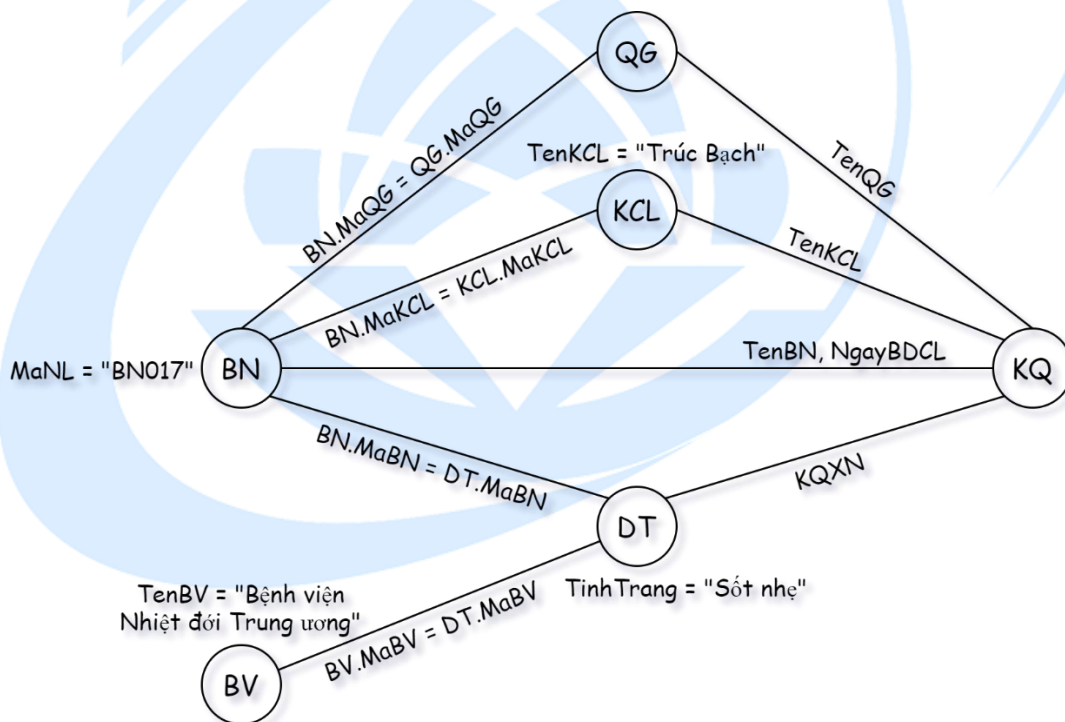 QG
BN.MaQG = QG.MaQG
TenQG
TenKCL = "Trúc Bạch"
KCL
BN.MaKCL = KCL.MaKCL
TenKCL
MaNL = "BN017"
BN
TenBN, NgayBDCL
KQ
BN.MaBN = DT.MaBN
KQXN
DT
TinhTrang = "Sốt nhẹ"
TenBV = "Bệnh viện
Nhiệt đới Trung ương"
BV.MaBV = DT.MaBV
BV